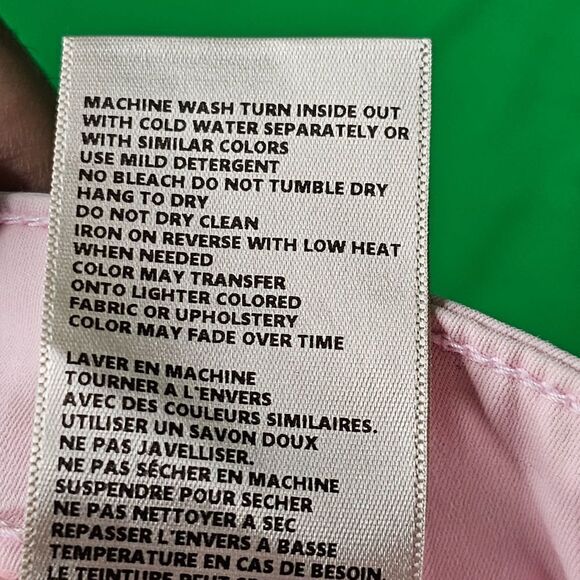 MACHINE WASH TURN INSIDE OUT
WITH COLD WATER SEPARATELY OR
WITH SIMILAR COLORS
USE MILD DETERGENT
NO BLEACH DO NOT TUMBLE DRY
HANG TO DRY
DO NOT DRY CLEAN
IRON ON REVERSE WITH LOW HEAT
WHEN NEEDED
COLOR MAY TRANSFER
ONTO LIGHTER COLORED
FABRIC OR UPHOLSTERY
COLOR MAY FADE OVER TIME
LAVER EN MACHINE
TOURNER A L'ENVERS
AVEC DES COULEURS SIMILAIRES.
UTILISER UN SAVON DOUX
NE PAS JAVELLISER.
NE PAS SÉCHER EN MACHINE
SUSPENDRE POUR SECHER
NE PAS NETTOYER A SEC
REPASSER L'ENVERS A BASSE
TEMPERATURE EN CAS DE BESOIN.
LE TEINTURE PEUT